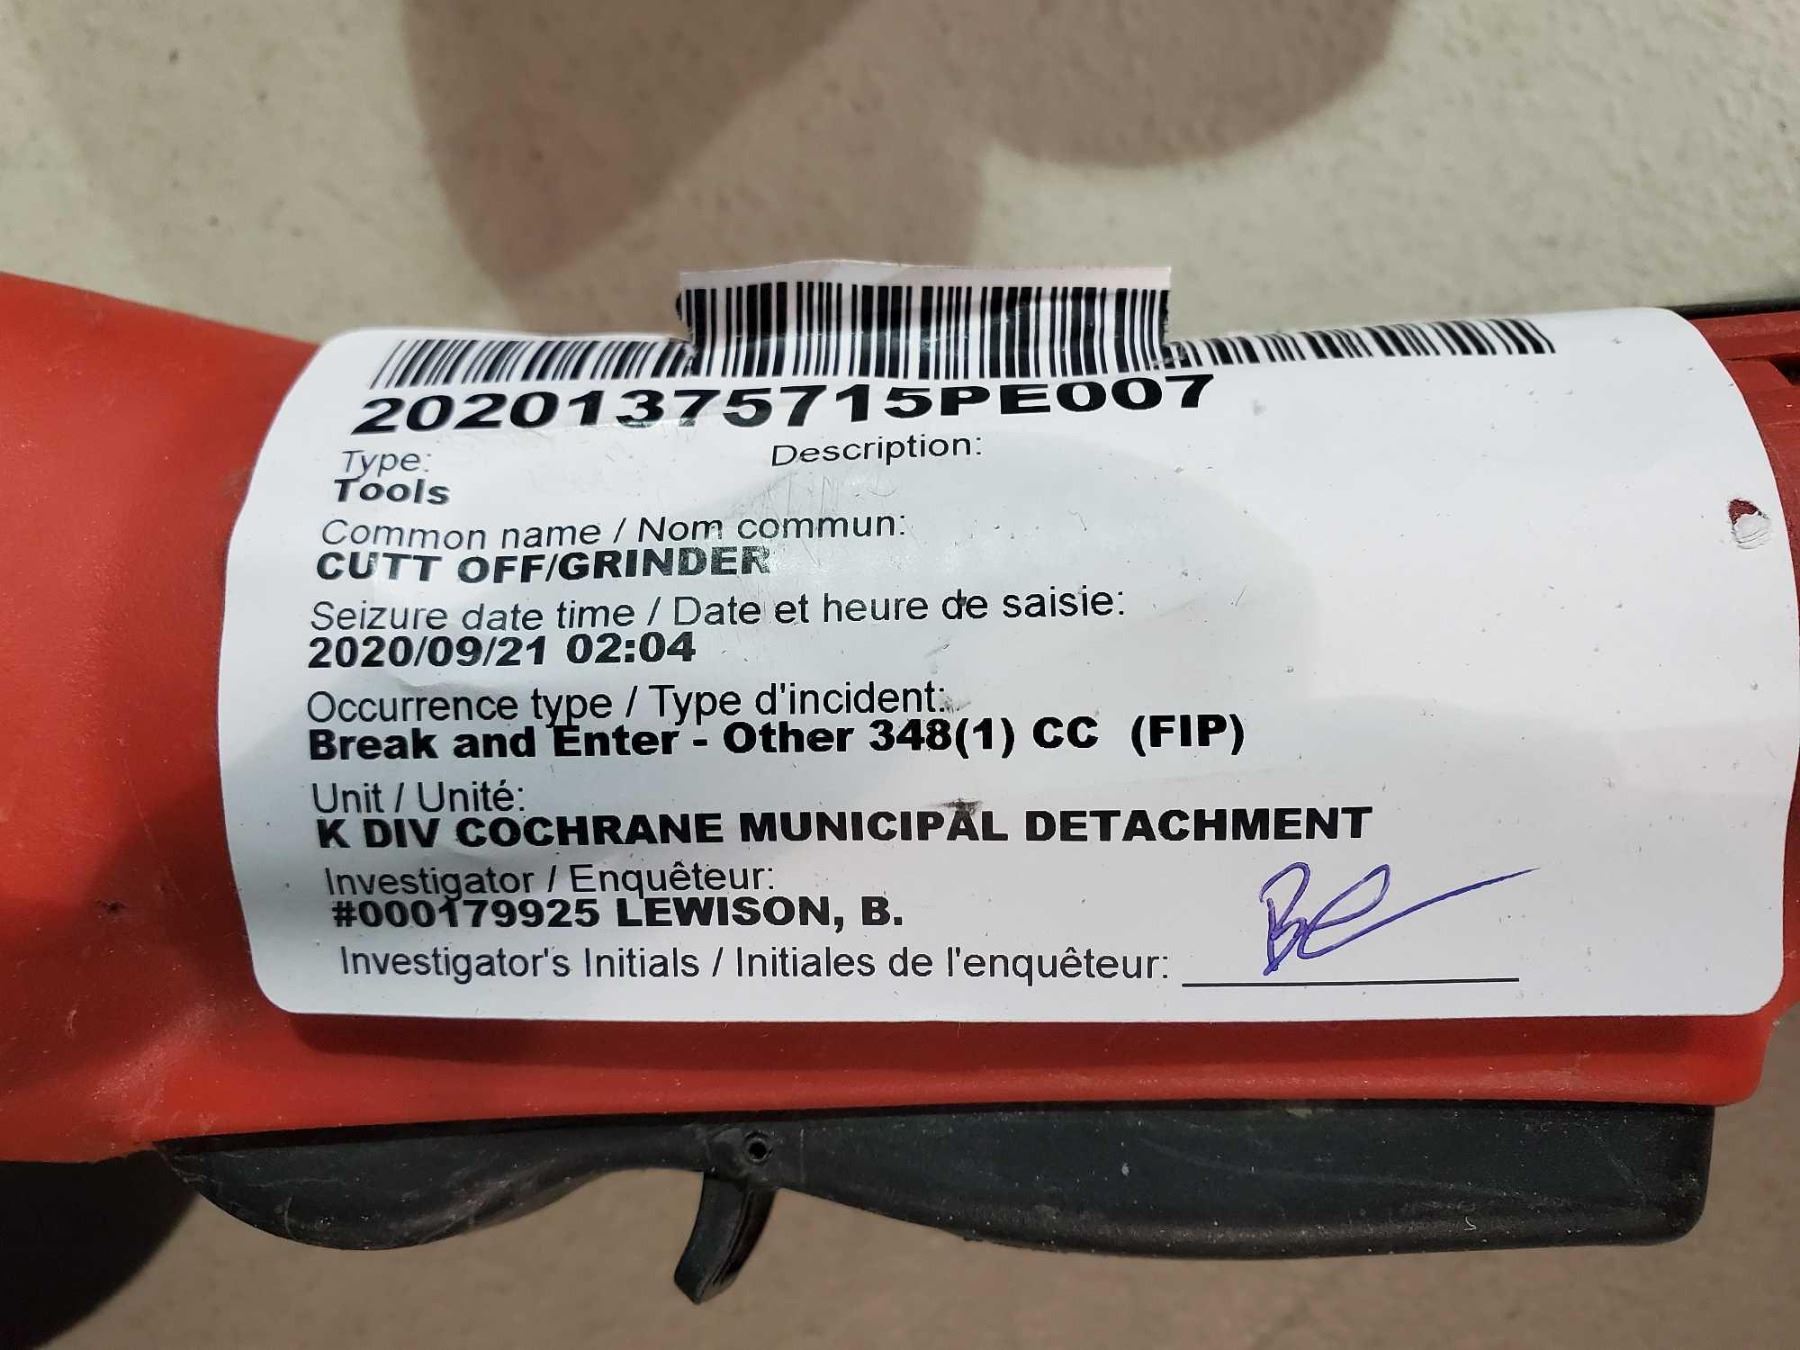 20201375715PE007
Type:
Description:
Tools
Common name / Nom commun:
CUTT OFF/GRINDER
Seizure date time / Date et heure de saisie:
2020/09/21 02:04
Occurrence type / Type d'incident:
Break and Enter - Other 348(1) CC (FIP)
Unit / Unité:
K DIV COCHRANE MUNICIPAL DETACHMENT
Investigator / Enquêteur:
#000179925 LEWISON, B.
Investigator's Initials / Initiales de l'enquêteur: